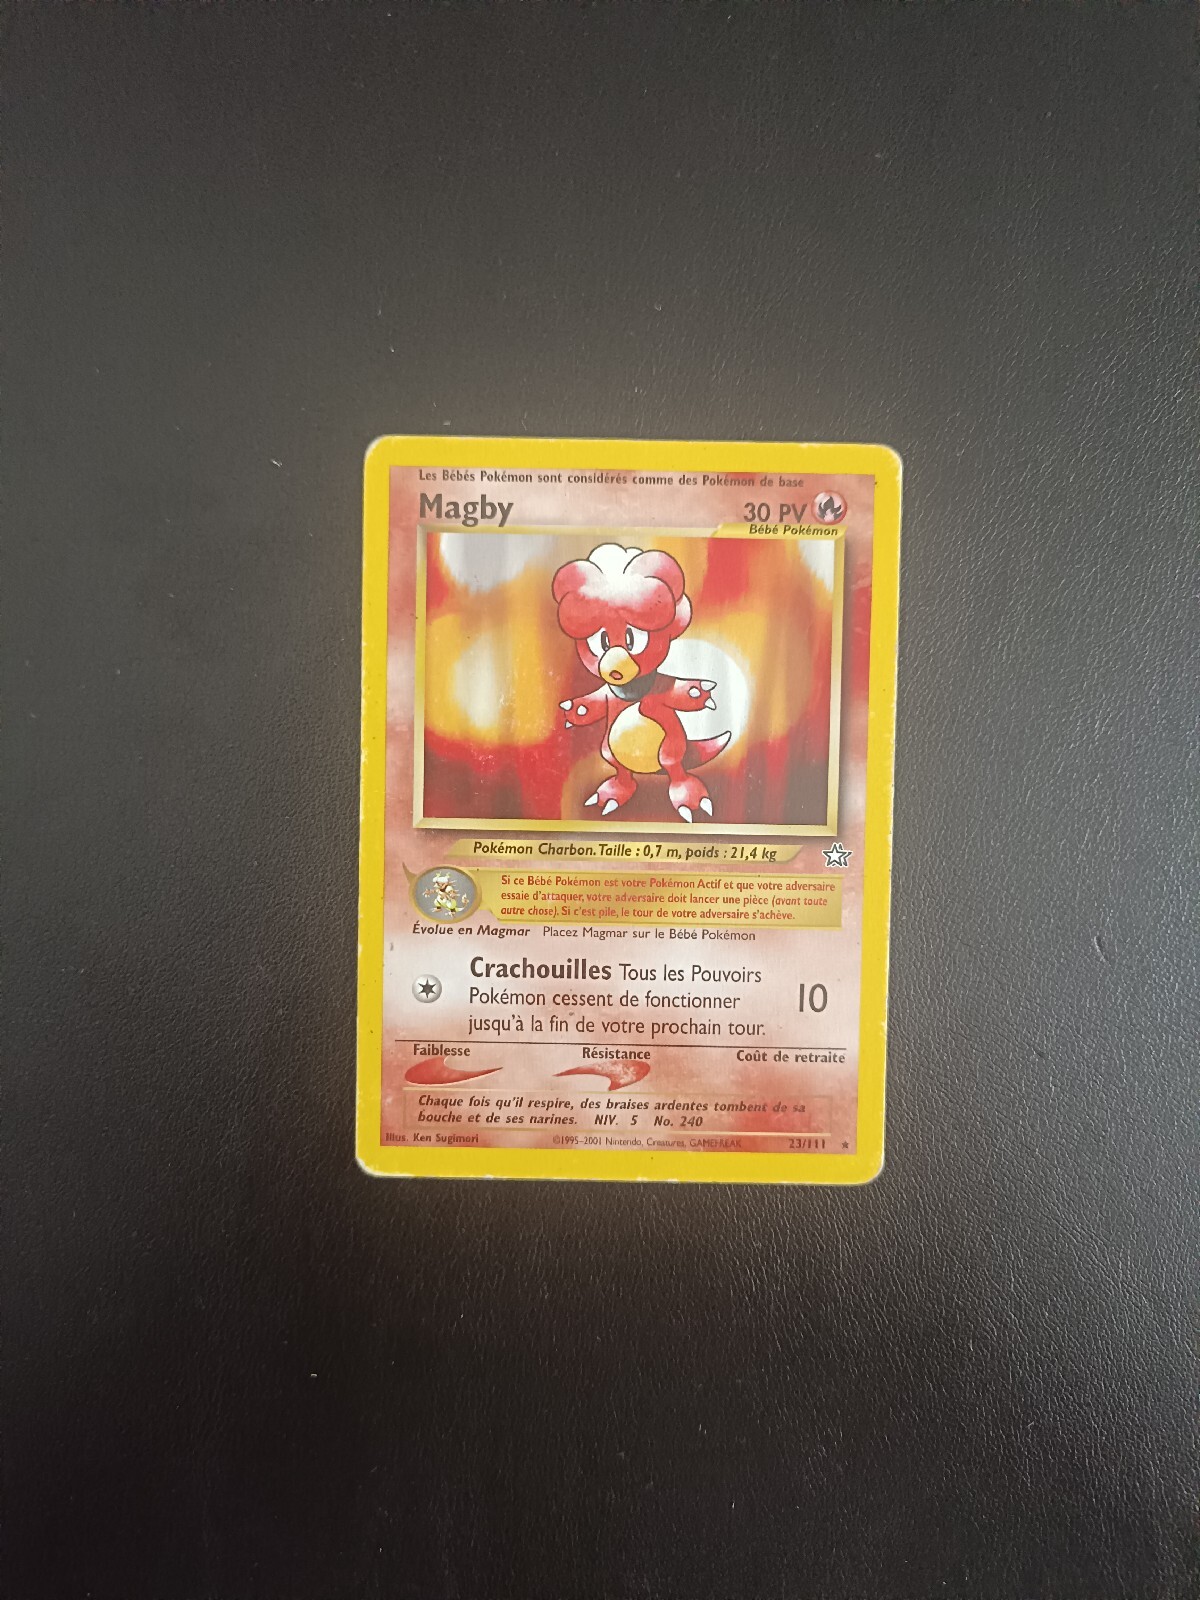 Les Bébés Pokémon sont considérés comme des Pokémon de base
Magby 30 PV
Bébé Pokémon
Pokémon Charbon. Taille : 0,7 m, poids : 21,4 kg
Si ce Bébé Pokémon est votre Pokémon Actif et que votre adversaire
essaie d'attaquer, votre adversaire doit lancer une pièce (avant toute
autre chose). Si c'est pile, le tour de votre adversaire s'achève.
Évolue en Magmar Placez Magmar sur le Bébé Pokémon
Crachouilles Tous les Pouvoirs
Pokémon cessent de fonctionner 10
jusqu'à la fin de votre prochain tour.
Faiblesse Résistance Coût de retraite
Chaque fois qu'il respire, des braises ardentes tombent de sa
bouche et de ses narines. NIV. 5 No. 240
Illus. Ken Sugimori ©1995-2001 Nintendo, Creatures, GAMEFREAK 23/111 ★